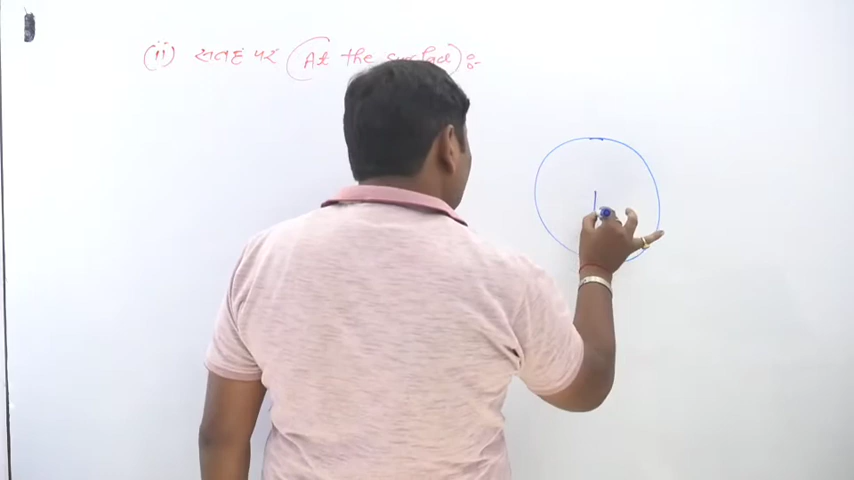 (ii) सतह पर (At the surface) :-